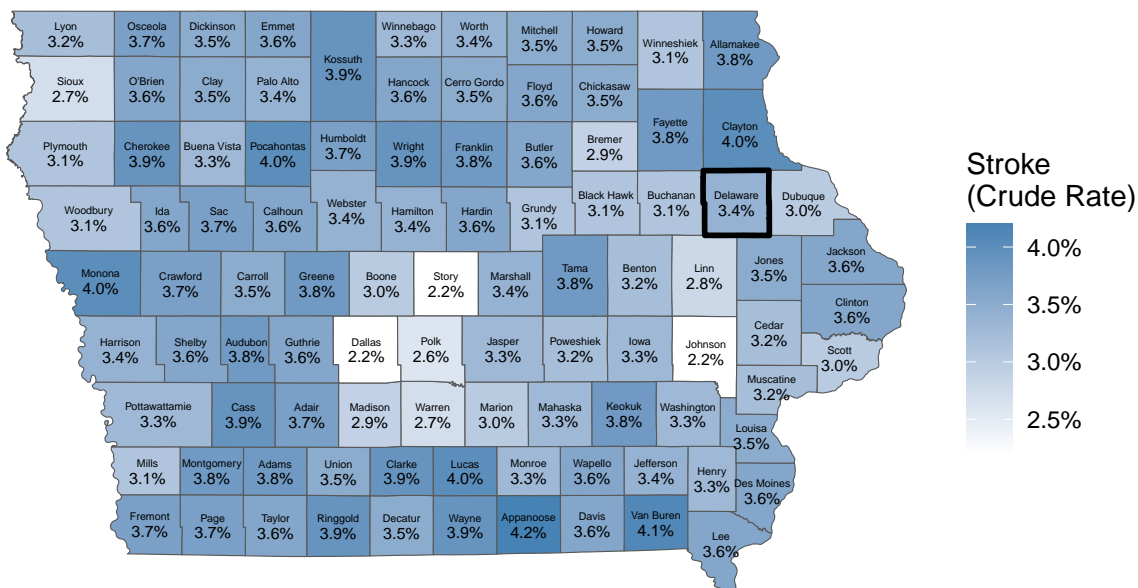 Lyon
3.2%
Osceola
3.7%
Dickinson
3.5%
Emmet
3.6%
Kossuth
3.9%
Winnebago
3.3%
Worth
3.4%
Mitchell
3.5%
Howard
3.5%
Winneshiek
3.1%
Allamakee
3.8%
Sioux
2.7%
O'Brien
3.6%
Clay
3.5%
Palo Alto
3.4%
Hancock
3.6%
Cerro Gordo
3.5%
Floyd
3.6%
Chickasaw
3.5%
Fayette
3.8%
Clayton
4.0%
Plymouth
3.1%
Cherokee
3.9%
Buena Vista
3.3%
Pocahontas
4.0%
Humboldt
3.7%
Wright
3.9%
Franklin
3.8%
Butler
3.6%
Bremer
2.9%
Woodbury
3.1%
Ida
3.6%
Sac
3.7%
Calhoun
3.6%
Webster
3.4%
Hamilton
3.4%
Hardin
3.6%
Grundy
3.1%
Black Hawk
3.1%
Buchanan
3.1%
Delaware
3.4%
Dubuque
3.0%
Monona
4.0%
Crawford
3.7%
Carroll
3.5%
Greene
3.8%
Boone
3.0%
Story
2.2%
Marshall
3.4%
Tama
3.8%
Benton
3.2%
Linn
2.8%
Jones
3.5%
Jackson
3.6%
Clinton
3.6%
Harrison
3.4%
Shelby
3.6%
Audubon
3.8%
Guthrie
3.6%
Dallas
2.2%
Polk
2.6%
Jasper
3.3%
Poweshiek
3.2%
Iowa
3.3%
Johnson
2.2%
Cedar
3.2%
Scott
3.0%
Muscatine
3.2%
Pottawattamie
3.3%
Cass
3.9%
Adair
3.7%
Madison
2.9%
Warren
2.7%
Marion
3.0%
Mahaska
3.3%
Keokuk
3.8%
Washington
3.3%
Louisa
3.5%
Mills
3.1%
Montgomery
3.8%
Adams
3.8%
Union
3.5%
Clarke
3.9%
Lucas
4.0%
Monroe
3.3%
Wapello
3.6%
Jefferson
3.4%
Henry
3.3%
Des Moines
3.6%
Fremont
3.7%
Page
3.7%
Taylor
3.6%
Ringgold
3.9%
Decatur
3.5%
Wayne
3.9%
Appanoose
4.2%
Davis
3.6%
Van Buren
4.1%
Lee
3.6%
Stroke
(Crude Rate)
4.0%
3.5%
3.0%
2.5%